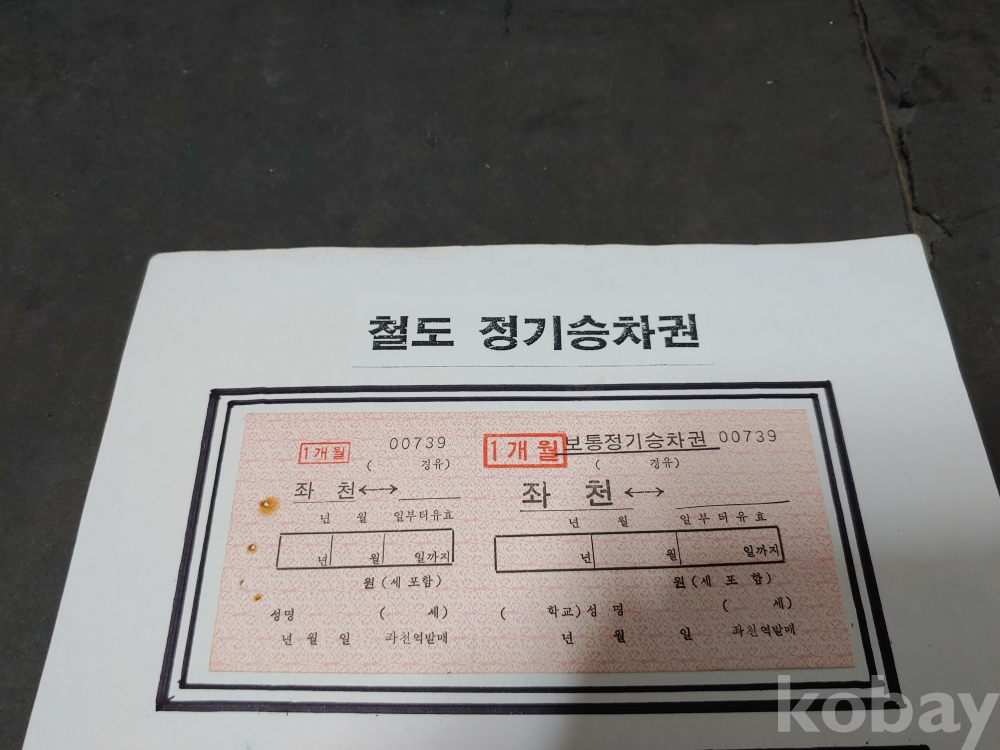 철도 정기승차권
1개월 00739
( 경유)
좌 천 ←→
년 월 일부터유효
년 월 일까지
원 (세 포함)
성명 ( 세)
년 월 일 좌천역발매
1개월 보통정기승차권 00739
( 경유)
좌 천 ←→
년 월 일부터유효
년 월 일까지
원 (세 포 함)
( 학교) 성 명 ( 세)
년 월 일 좌천역발매
kobay